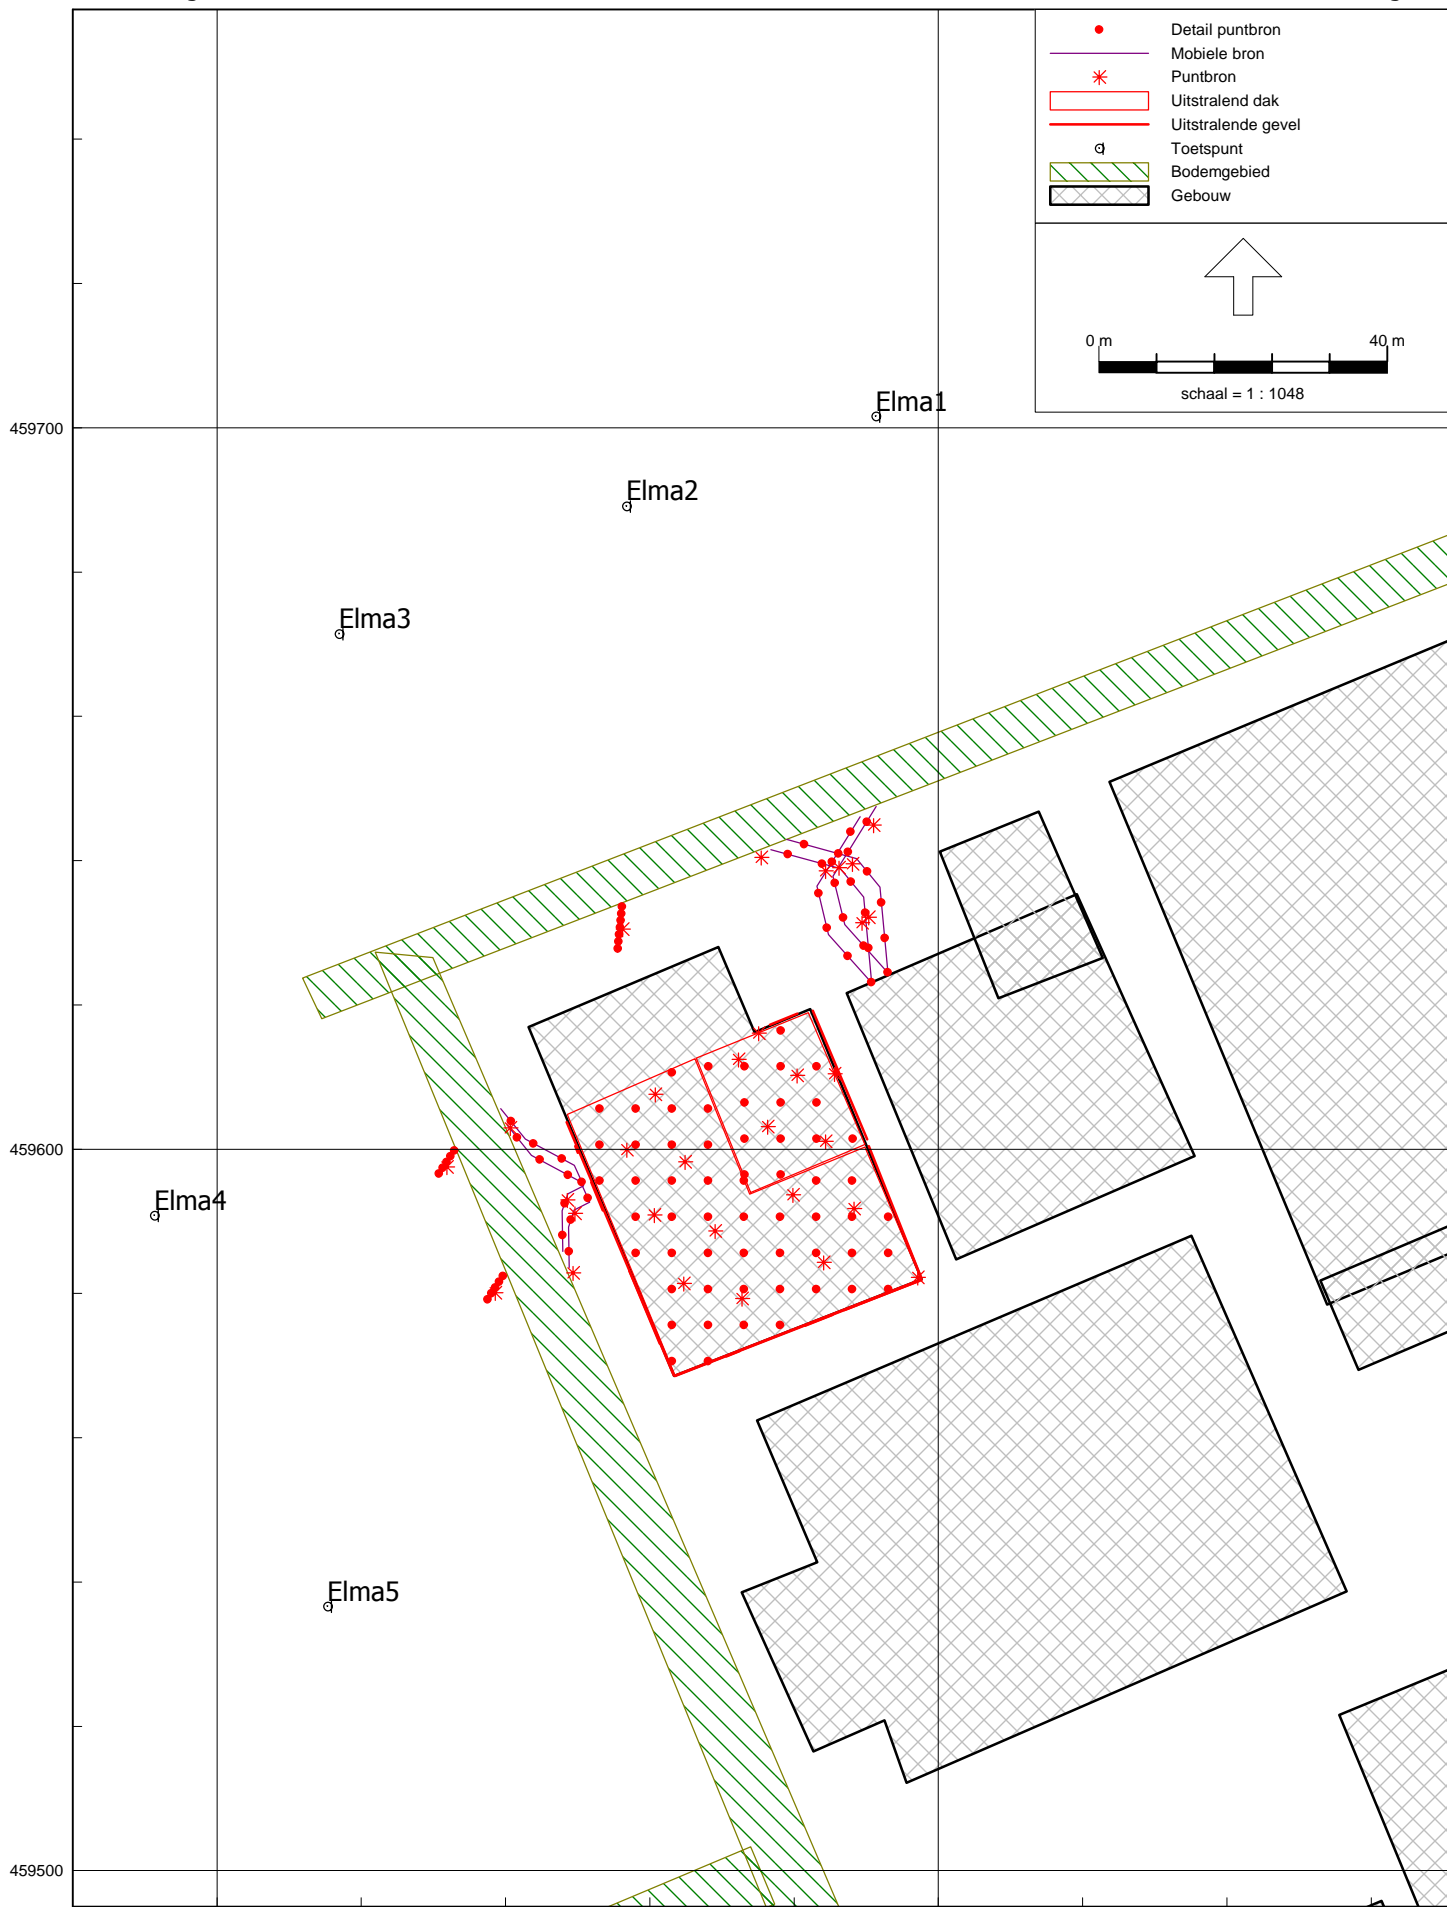 Detail puntbron
Mobiele bron
Puntbron
Uitstralend dak
Uitstralende gevel
Toetspunt
Bodemgebied
Gebouw
0 m 40 m
schaal = 1 : 1048
Elma1
459700
Elma2
Elma3
459600
Elma4
Elma5
459500